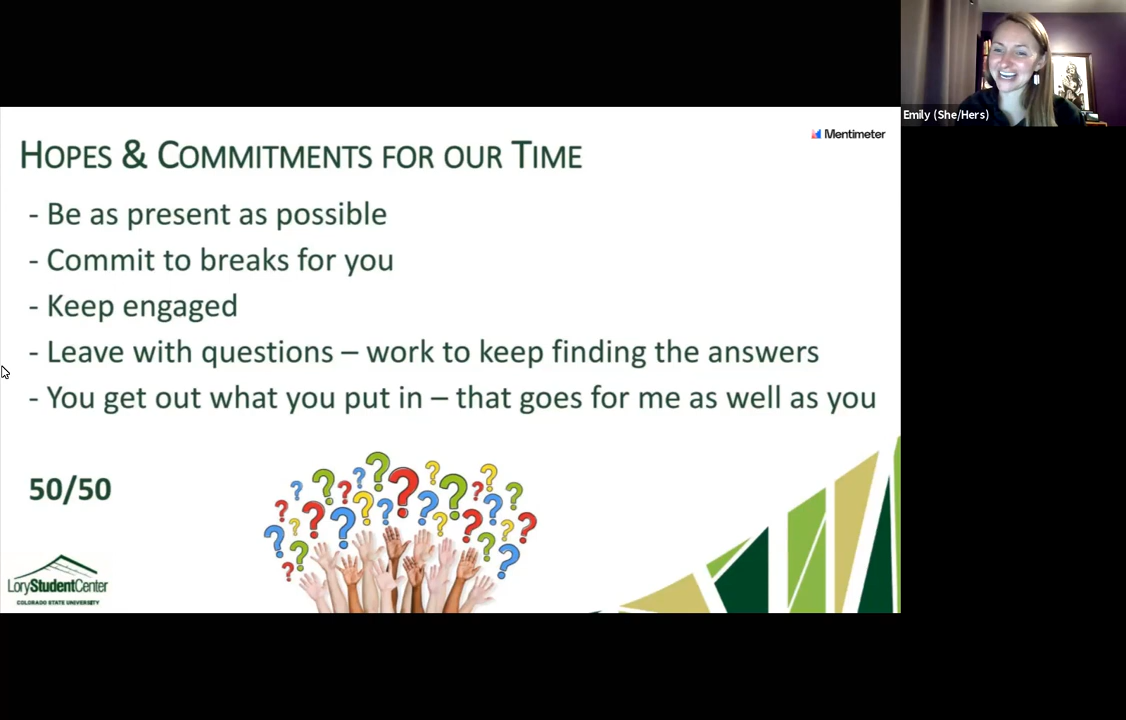 Emily (She/Hers)
Mentimeter
HOPES & COMMITMENTS FOR OUR TIME
- Be as present as possible
- Commit to breaks for you
- Keep engaged
- Leave with questions – work to keep finding the answers
- You get out what you put in – that goes for me as well as you
50/50
? ? ? ? ? ? ? ? ? ? ? ? ? ? ? ? ? ? ? ? ? ? ? ? ? ? ?
LoryStudentCenter
COLORADO STATE UNIVERSITY